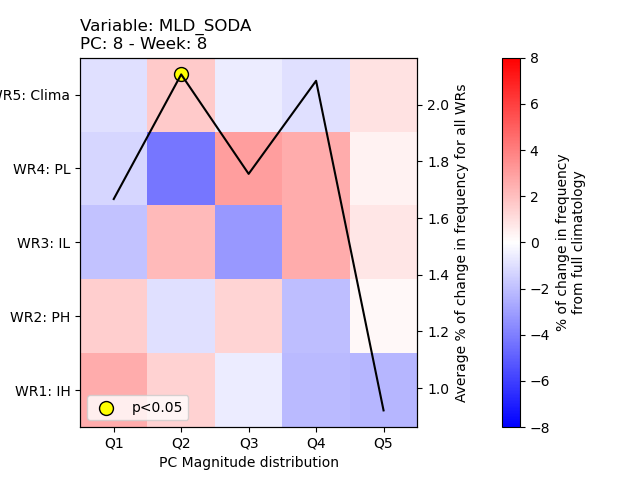 Variable: MLD_SODA
PC: 8 - Week: 8
WR5: Clima
WR4: PL
WR3: IL
WR2: PH
WR1: IH
p<0.05
Q1 Q2 Q3 Q4 Q5
PC Magnitude distribution
2.0
1.8
1.6
1.4
1.2
1.0
Average % of change in frequency for all WRs
8
6
4
2
0
−2
−4
−6
−8
% of change in frequency
from full climatology